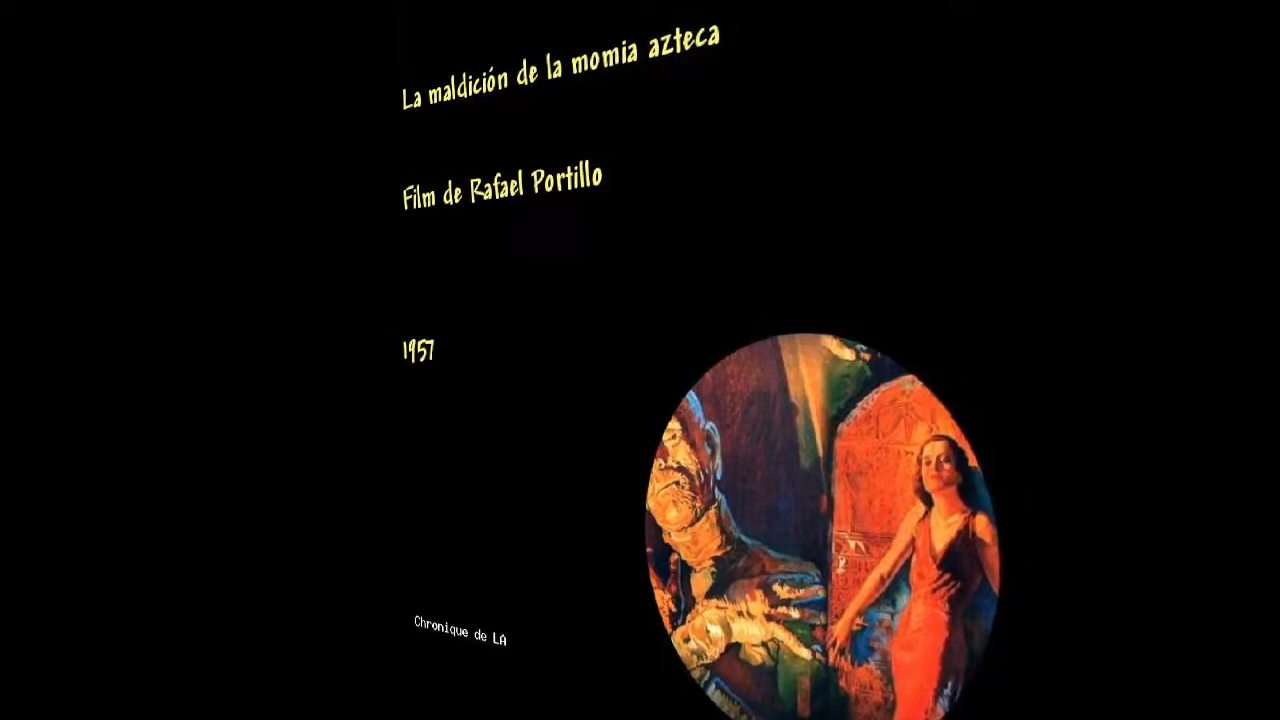 La maldición de la momia azteca
Film de Rafael Portillo
1957
Chronique de LA